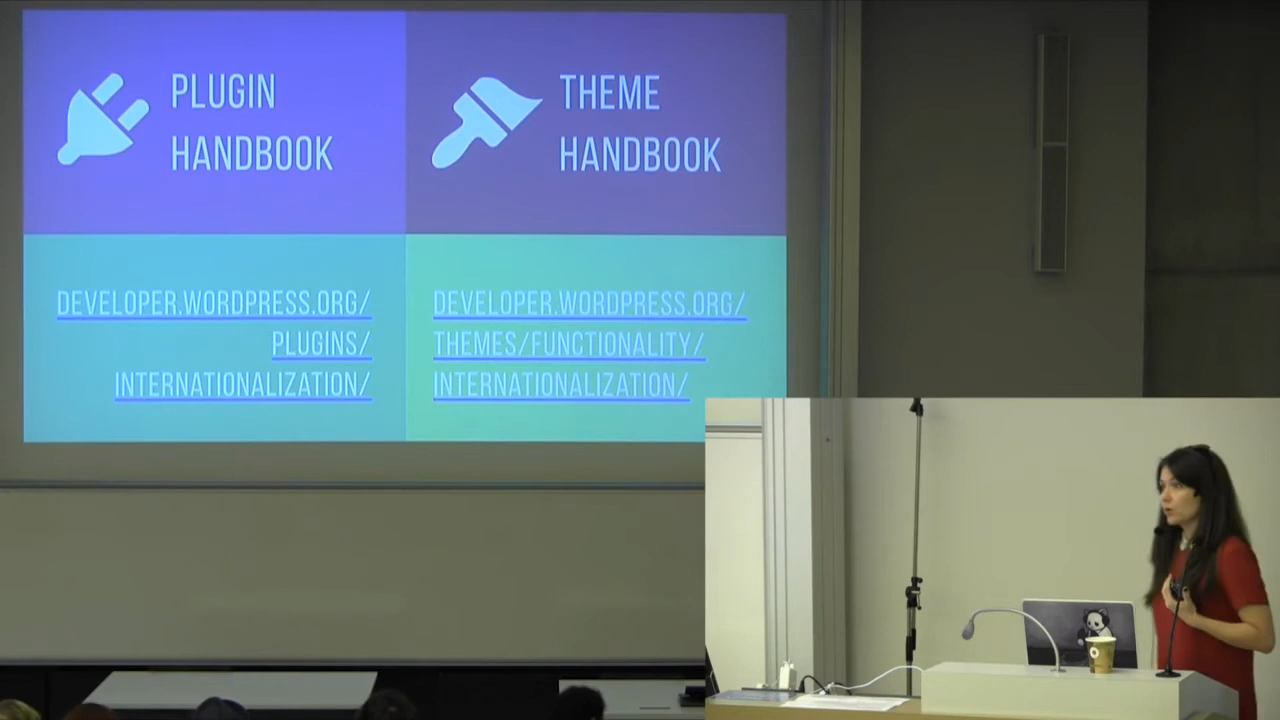 PLUGIN
HANDBOOK
THEME
HANDBOOK
DEVELOPER.WORDPRESS.ORG/
PLUGINS/
INTERNATIONALIZATION/
DEVELOPER.WORDPRESS.ORG/
THEMES/FUNCTIONALITY/
INTERNATIONALIZATION/